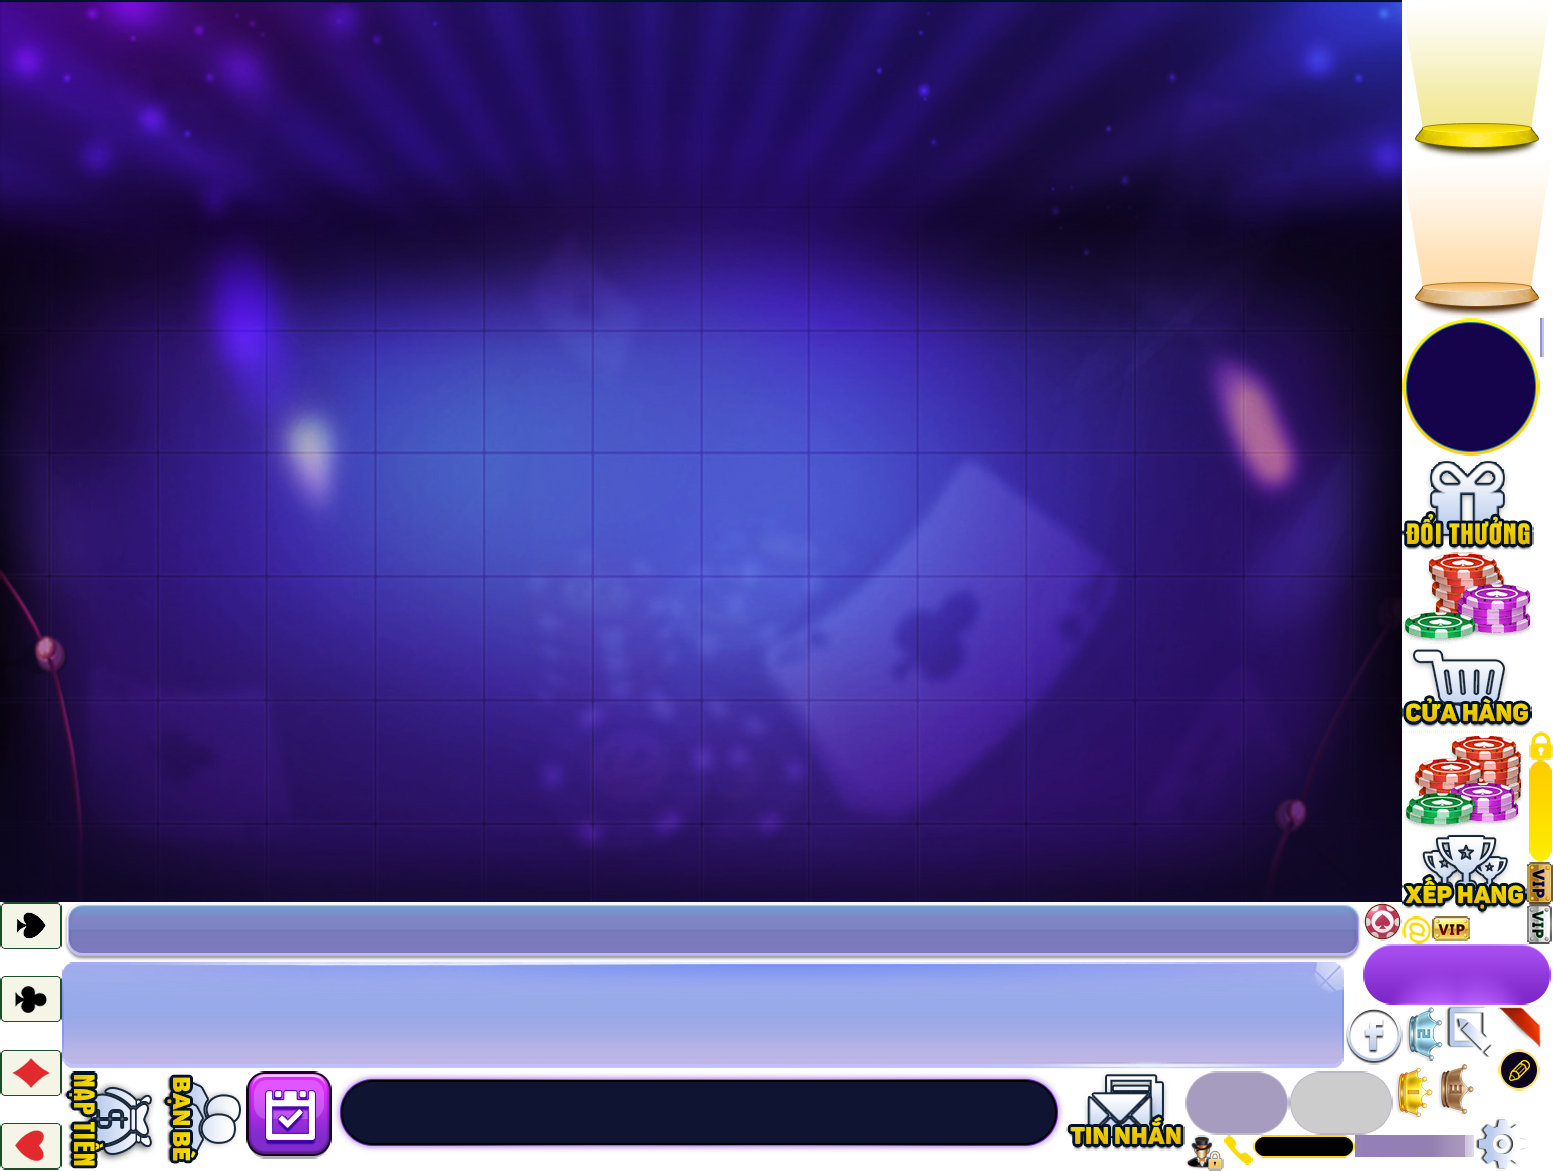 ĐỔI THƯỞNG
CỬA HÀNG
XẾP HẠNG
VIP
VIP
VIP
NẠP TIỀN
BẠN BÈ
TIN NHẮN